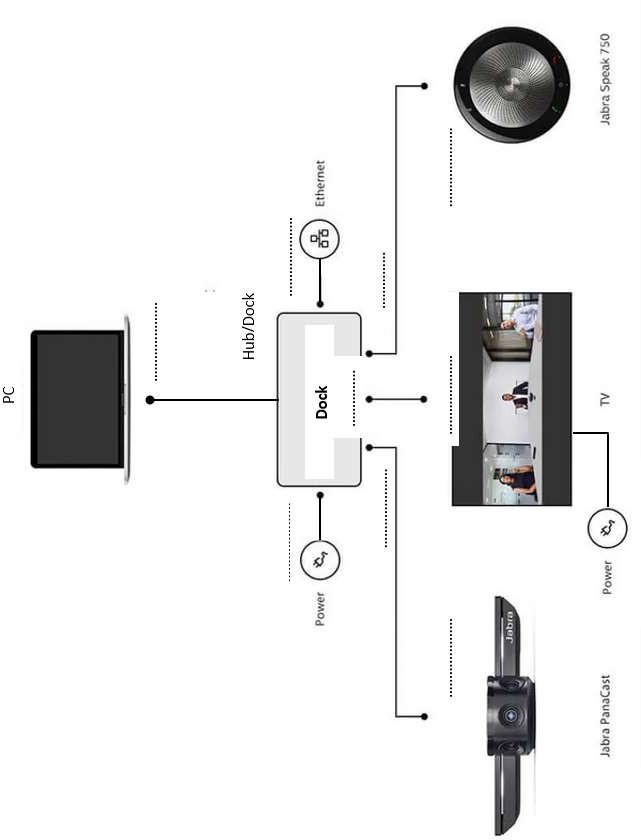 PC
Hub/Dock
Power
Dock
Ethernet
Jabra
Jabra PanaCast
Power
TV
Jabra Speak 750